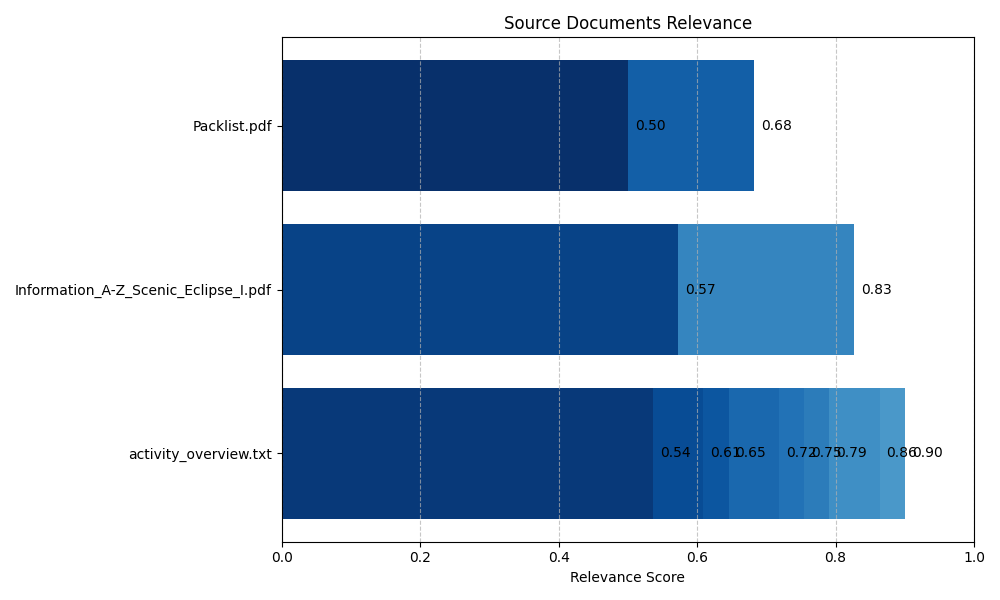 Source Documents Relevance
Packlist.pdf
0.50
0.68
Information_A-Z_Scenic_Eclipse_I.pdf
0.57
0.83
activity_overview.txt
0.54
0.61
0.65
0.72
0.75
0.79
0.86
0.90
0.0 0.2 0.4 0.6 0.8 1.0
Relevance Score